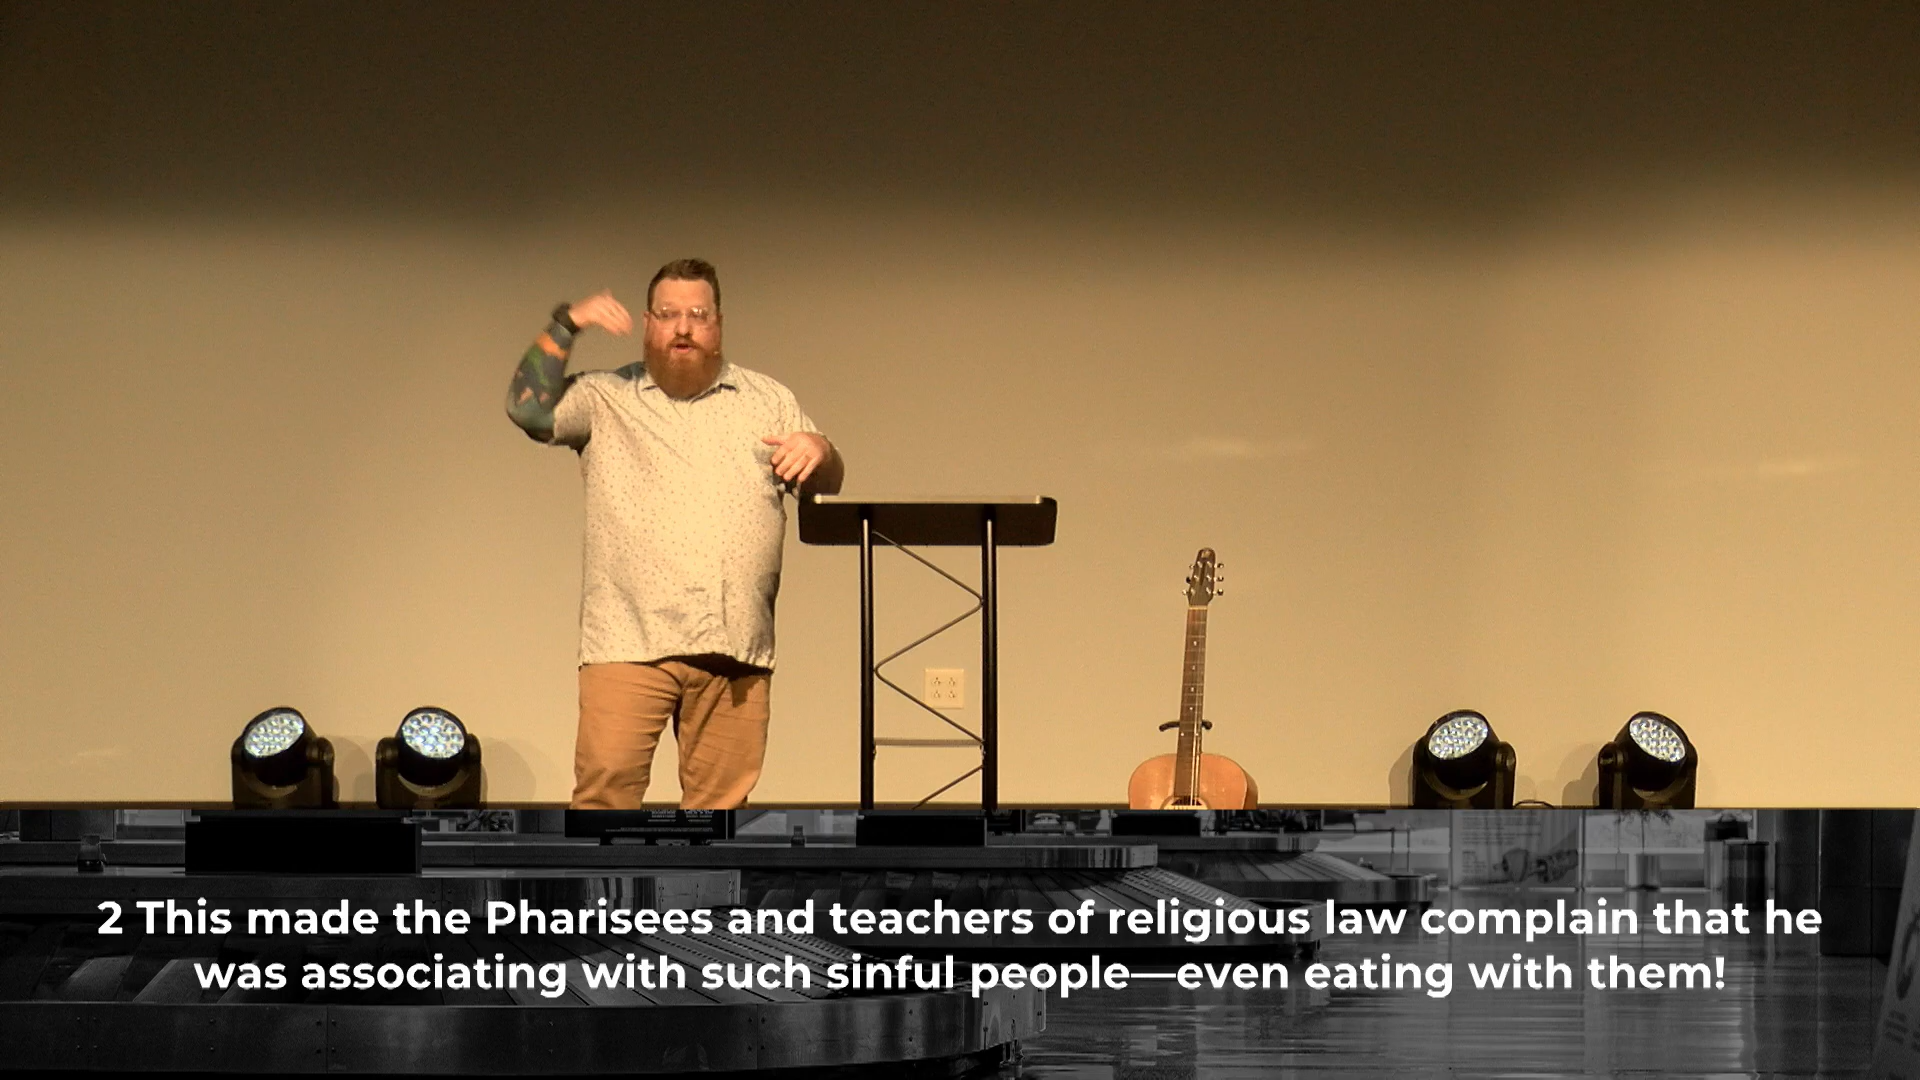 2 This made the Pharisees and teachers of religious law complain that he
was associating with such sinful people—even eating with them!